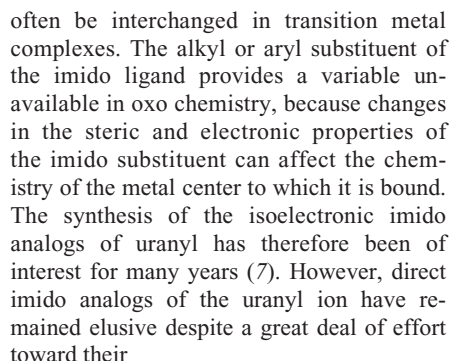 often be interchanged in transition metal
complexes. The alkyl or aryl substituent of
the imido ligand provides a variable un-
available in oxo chemistry, because changes
in the steric and electronic properties of
the imido substituent can affect the chem-
istry of the metal center to which it is bound.
The synthesis of the isoelectronic imido
analogs of uranyl has therefore been of
interest for many years (7). However, direct
imido analogs of the uranyl ion have re-
mained elusive despite a great deal of effort
toward their